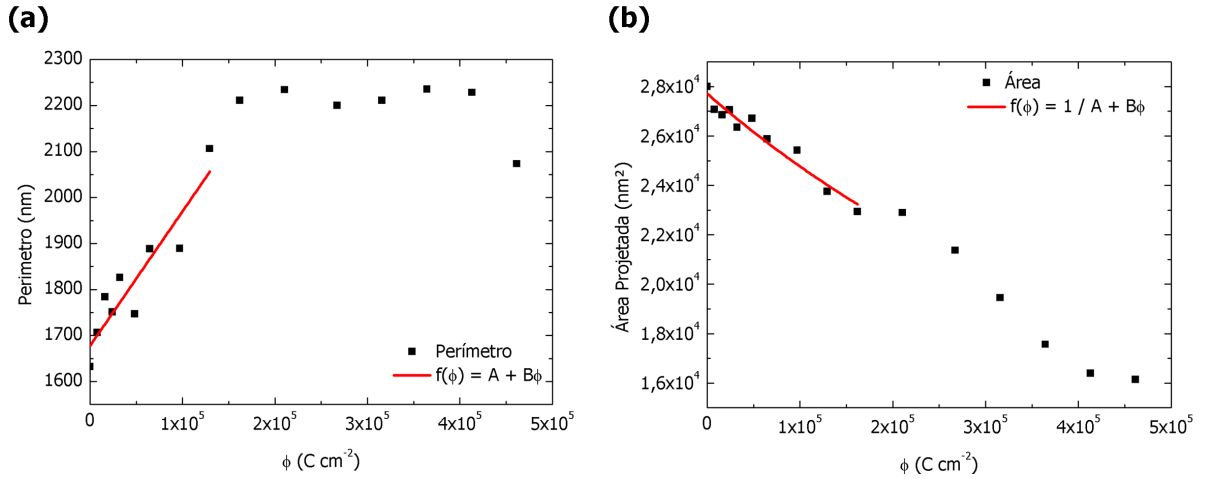 (a)
2300
2200
2100
2000
1900
1800
1700
1600
Perímetro (nm)
Perímetro
f(ϕ) = A + Bϕ
0 1x10⁵ 2x10⁵ 3x10⁵ 4x10⁵ 5x10⁵
ϕ (C cm⁻²)
(b)
2,8x10⁴
2,6x10⁴
2,4x10⁴
2,2x10⁴
2,0x10⁴
1,8x10⁴
1,6x10⁴
Área Projetada (nm²)
Área
f(ϕ) = 1 / A + Bϕ
0 1x10⁵ 2x10⁵ 3x10⁵ 4x10⁵ 5x10⁵
ϕ (C cm⁻²)